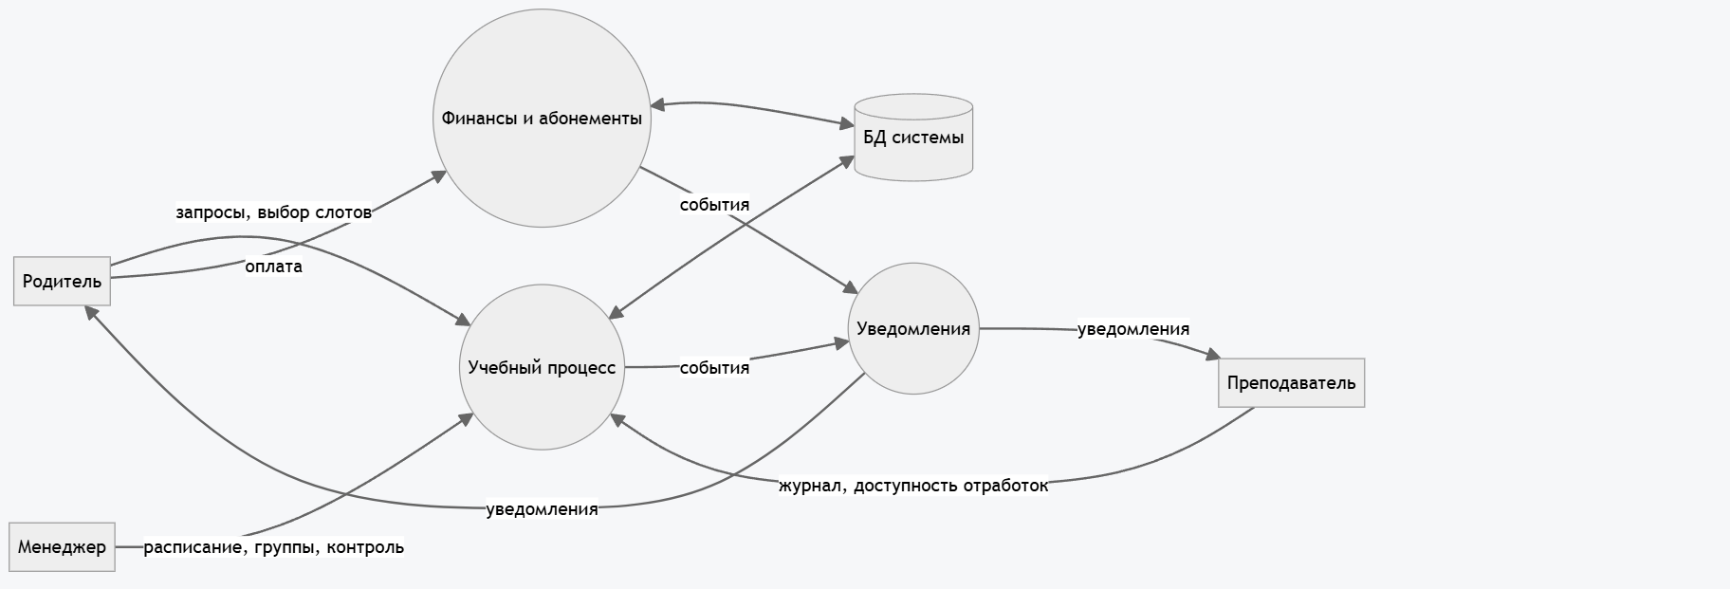 Финансы и абонементы
БД системы
события
запросы, выбор слотов
оплата
Родитель
Учебный процесс
события
Уведомления
уведомления
Преподаватель
журнал, доступность отработок
уведомления
Менеджер
расписание, группы, контроль